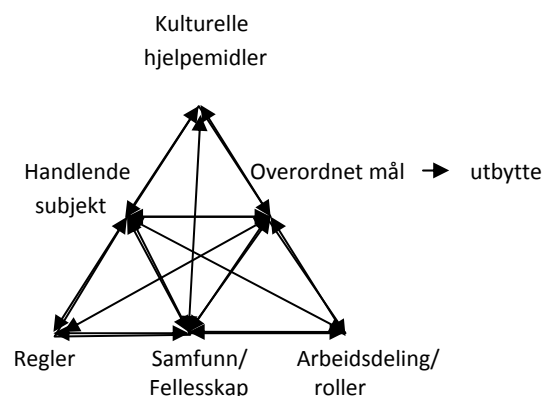 Kulturelle
hjelpemidler
Handlende
subjekt
Overordnet mål
utbytte
Regler
Samfunn/
Fellesskap
Arbeidsdeling/
roller